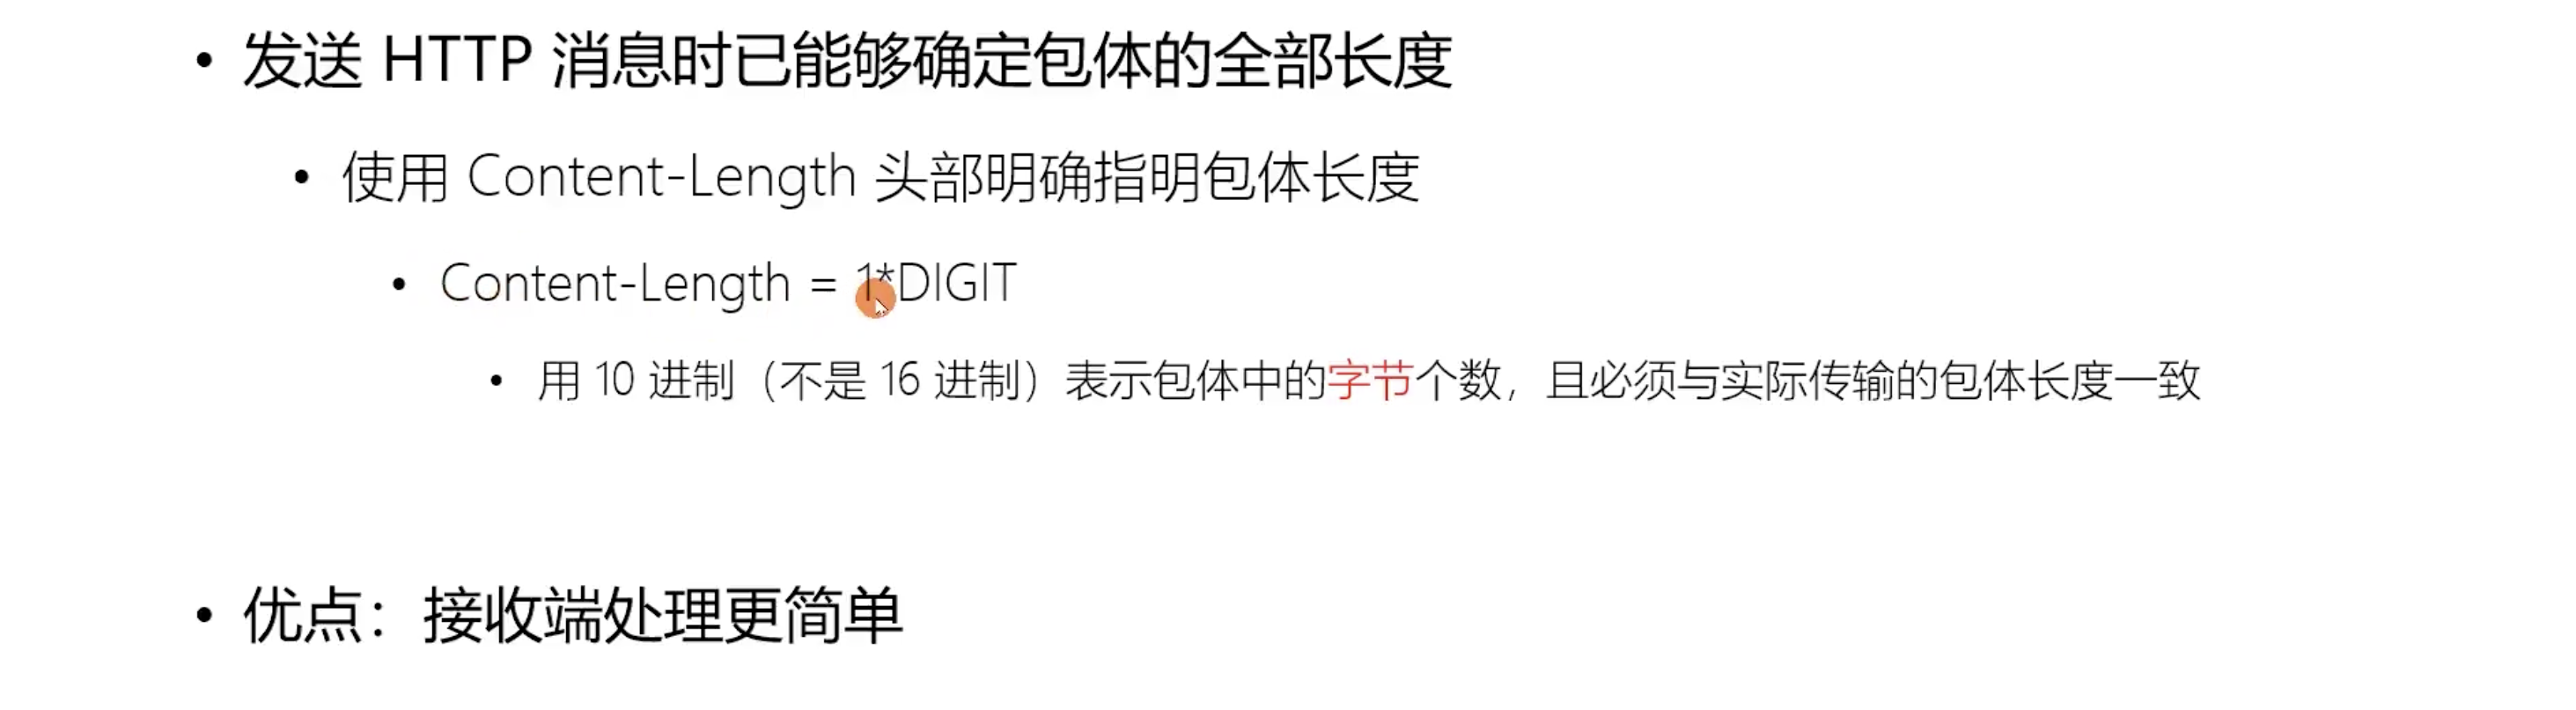 • 发送 HTTP 消息时已能够确定包体的全部长度
• 使用 Content-Length 头部明确指明包体长度
• Content-Length = 1*DIGIT
• 用 10 进制（不是 16 进制）表示包体中的字节个数，且必须与实际传输的包体长度一致
• 优点：接收端处理更简单